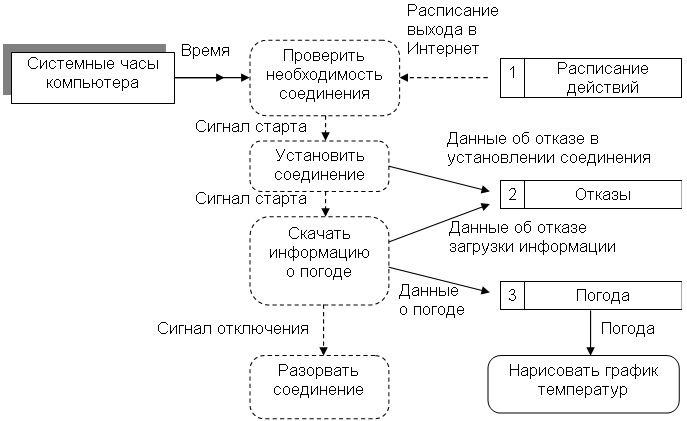 Расписание
выхода в
Интернет
Время
Системные часы
компьютера
Проверить
необходимость
соединения
1 Расписание
действий
Сигнал старта
Данные об отказе в
установлении соединения
Установить
соединение
2 Отказы
Сигнал старта
Данные об отказе
загрузки информации
Скачать
информацию
о погоде
Данные
о погоде
3 Погода
Сигнал отключения
Погода
Разорвать
соединение
Нарисовать график
температур